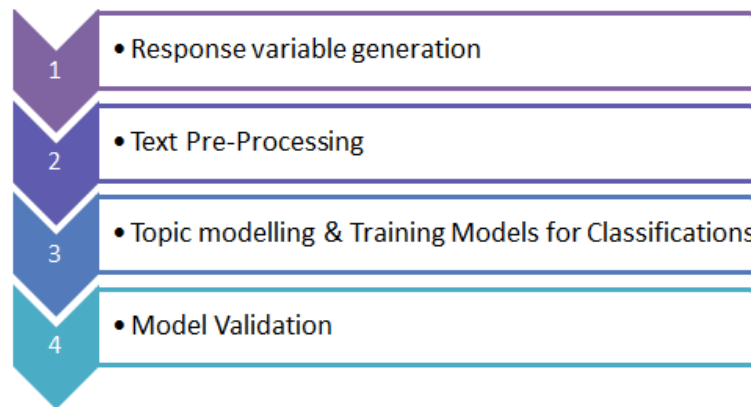 1
• Response variable generation
2
• Text Pre-Processing
3
• Topic modelling & Training Models for Classifications
4
• Model Validation